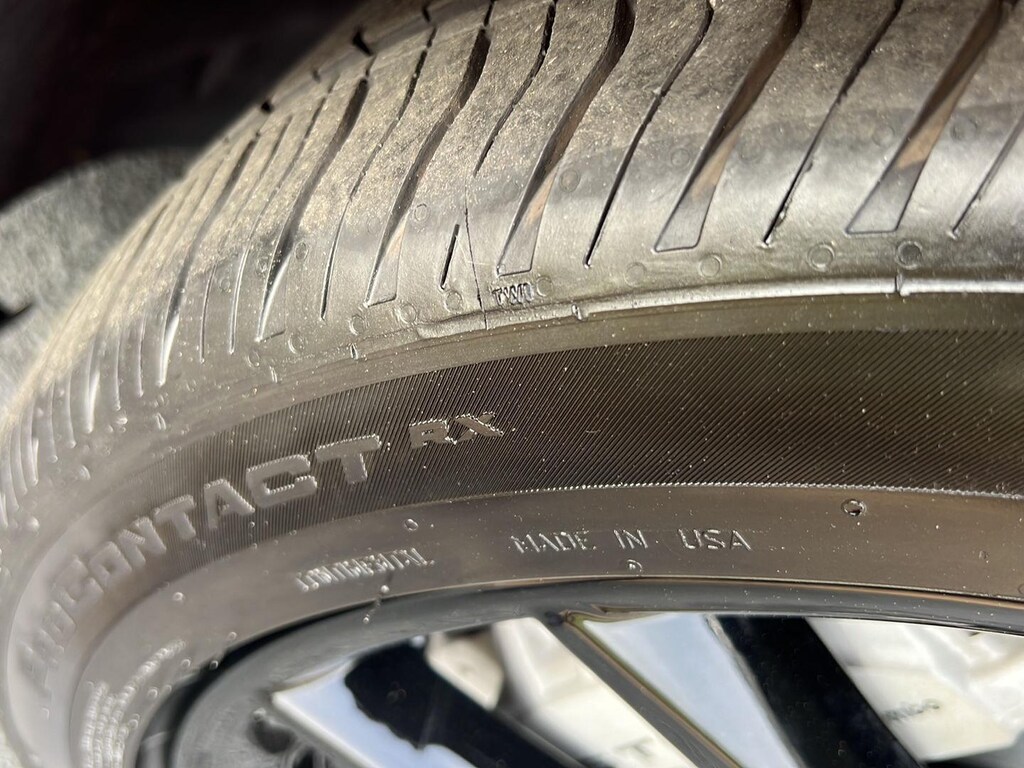 TWI
CONTACT RX
CONTINENTAL
MADE IN USA